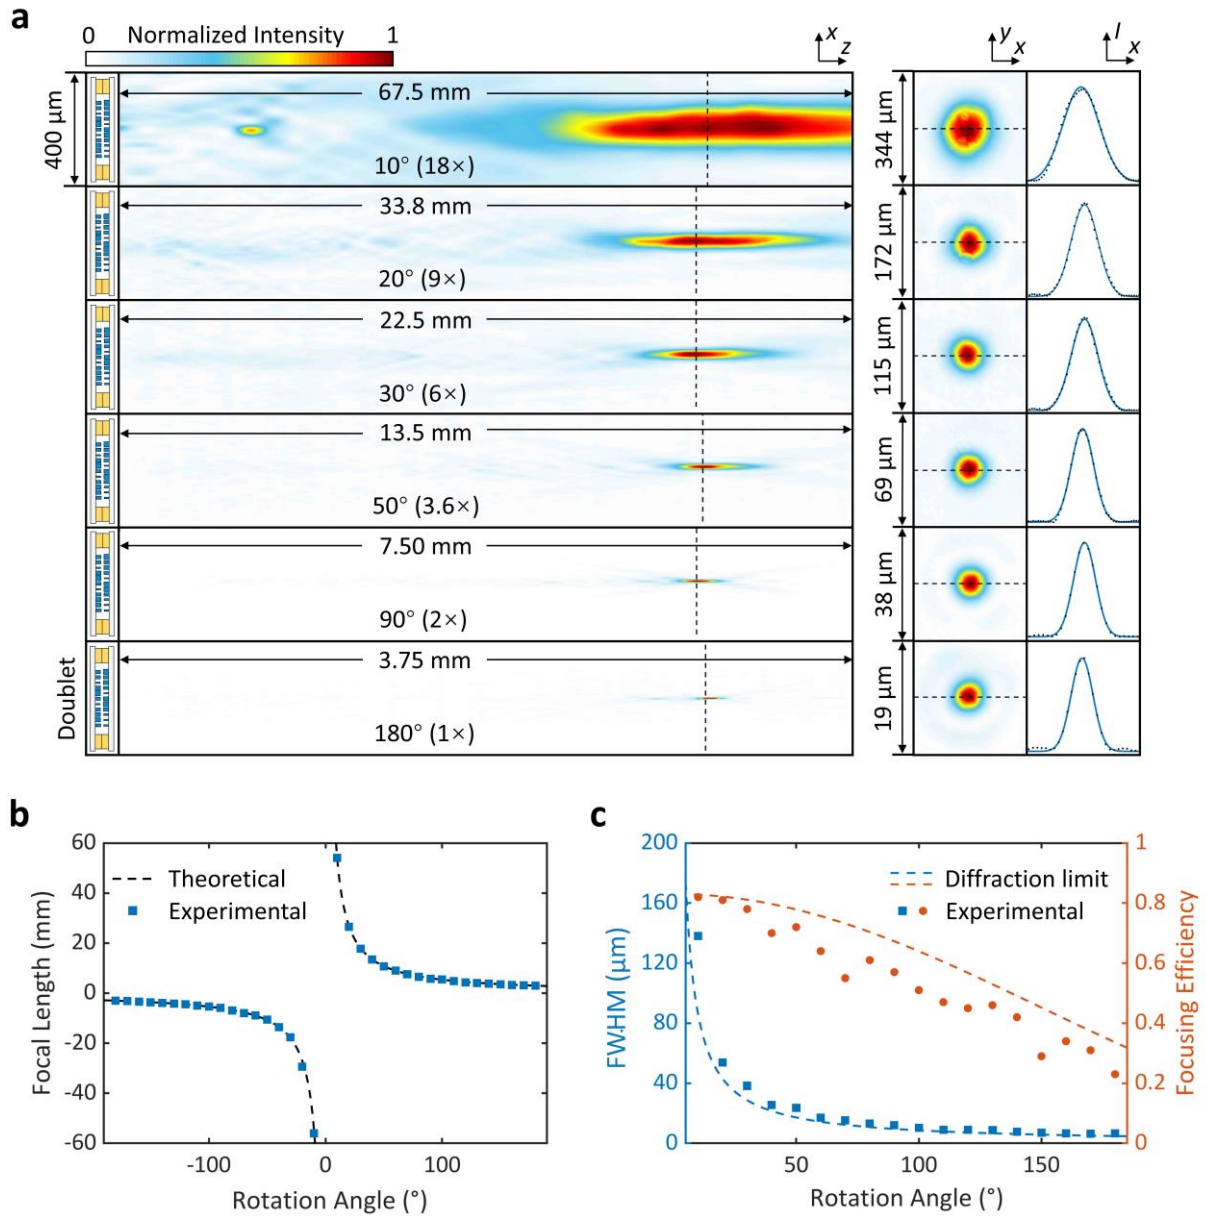 a
0 Normalized Intensity 1
x
z
y
x
I
x
400 µm
67.5 mm
10° (18×)
344 µm
33.8 mm
20° (9×)
172 µm
22.5 mm
30° (6×)
115 µm
13.5 mm
50° (3.6×)
69 µm
7.50 mm
90° (2×)
38 µm
Doublet
3.75 mm
180° (1×)
19 µm
b
Focal Length (mm)
60
40
20
0
-20
-40
-60
Theoretical
Experimental
-100 0 100
Rotation Angle (°)
c
FWHM (µm)
200
160
120
80
40
0
Diffraction limit
Experimental
1
0.8
0.6
0.4
0.2
0
Focusing Efficiency
50 100 150
Rotation Angle (°)